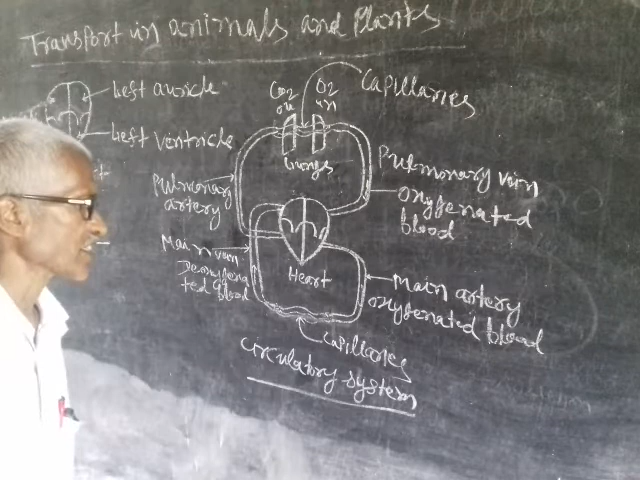 Transport in animals and Plants
Left auricle
Left ventricle
CO2 O2
out in
Capillaries
Lungs
Pulmonary
artery
Pulmonary vein
oxygenated
blood
Main vein
Deoxygena
ted blood
Heart
Main artery
oxygenated blood
Capillaries
Circulatory system